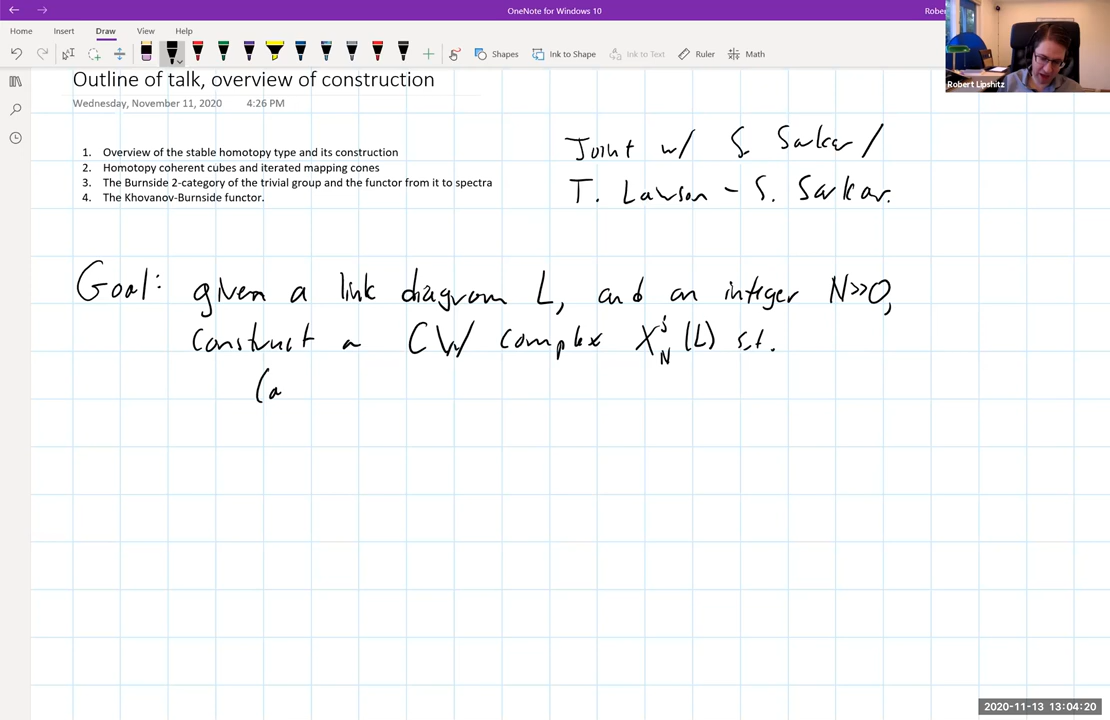 OneNote for Windows 10
Rober
Home Insert Draw View Help
Shapes Ink to Shape Ink to Text Ruler Math
Robert Lipshitz
Outline of talk, overview of construction
Wednesday, November 11, 2020 4:26 PM
1. Overview of the stable homotopy type and its construction
2. Homotopy coherent cubes and iterated mapping cones
3. The Burnside 2-category of the trivial group and the functor from it to spectra
4. The Khovanov-Burnside functor.
Joint w/ S. Sarkar /
T. Lawson - S. Sarkar.
Goal: given a link diagram L, and an integer N>>0,
construct a CW complex X_N^j (L) s.t.
(a
2020-11-13 13:04:20